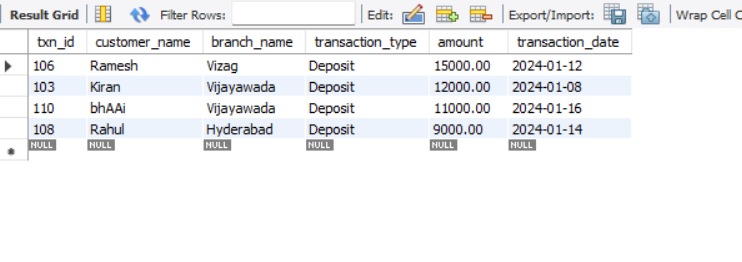 Result Grid Filter Rows: Edit: Export/Import: Wrap Cell C
txn_id customer_name branch_name transaction_type amount transaction_date
106 Ramesh Vizag Deposit 15000.00 2024-01-12
103 Kiran Vijayawada Deposit 12000.00 2024-01-08
110 bhAAi Vijayawada Deposit 11000.00 2024-01-16
108 Rahul Hyderabad Deposit 9000.00 2024-01-14
NULL NULL NULL NULL NULL NULL